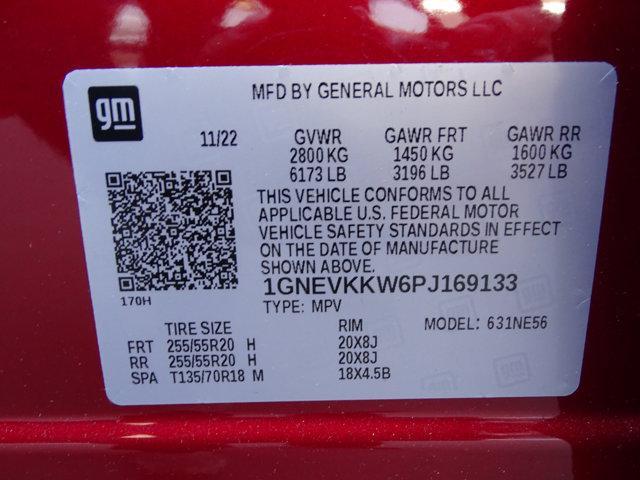 gm
MFD BY GENERAL MOTORS LLC
11/22 GVWR GAWR FRT GAWR RR
2800 KG 1450 KG 1600 KG
6173 LB 3196 LB 3527 LB
THIS VEHICLE CONFORMS TO ALL
APPLICABLE U.S. FEDERAL MOTOR
VEHICLE SAFETY STANDARDS IN EFFECT
ON THE DATE OF MANUFACTURE
SHOWN ABOVE.
170H
1GNEVKKW6PJ169133
TYPE: MPV
TIRE SIZE RIM MODEL: 631NE56
FRT 255/55R20 H 20X8J
RR 255/55R20 H 20X8J
SPA T135/70R18 M 18X4.5B